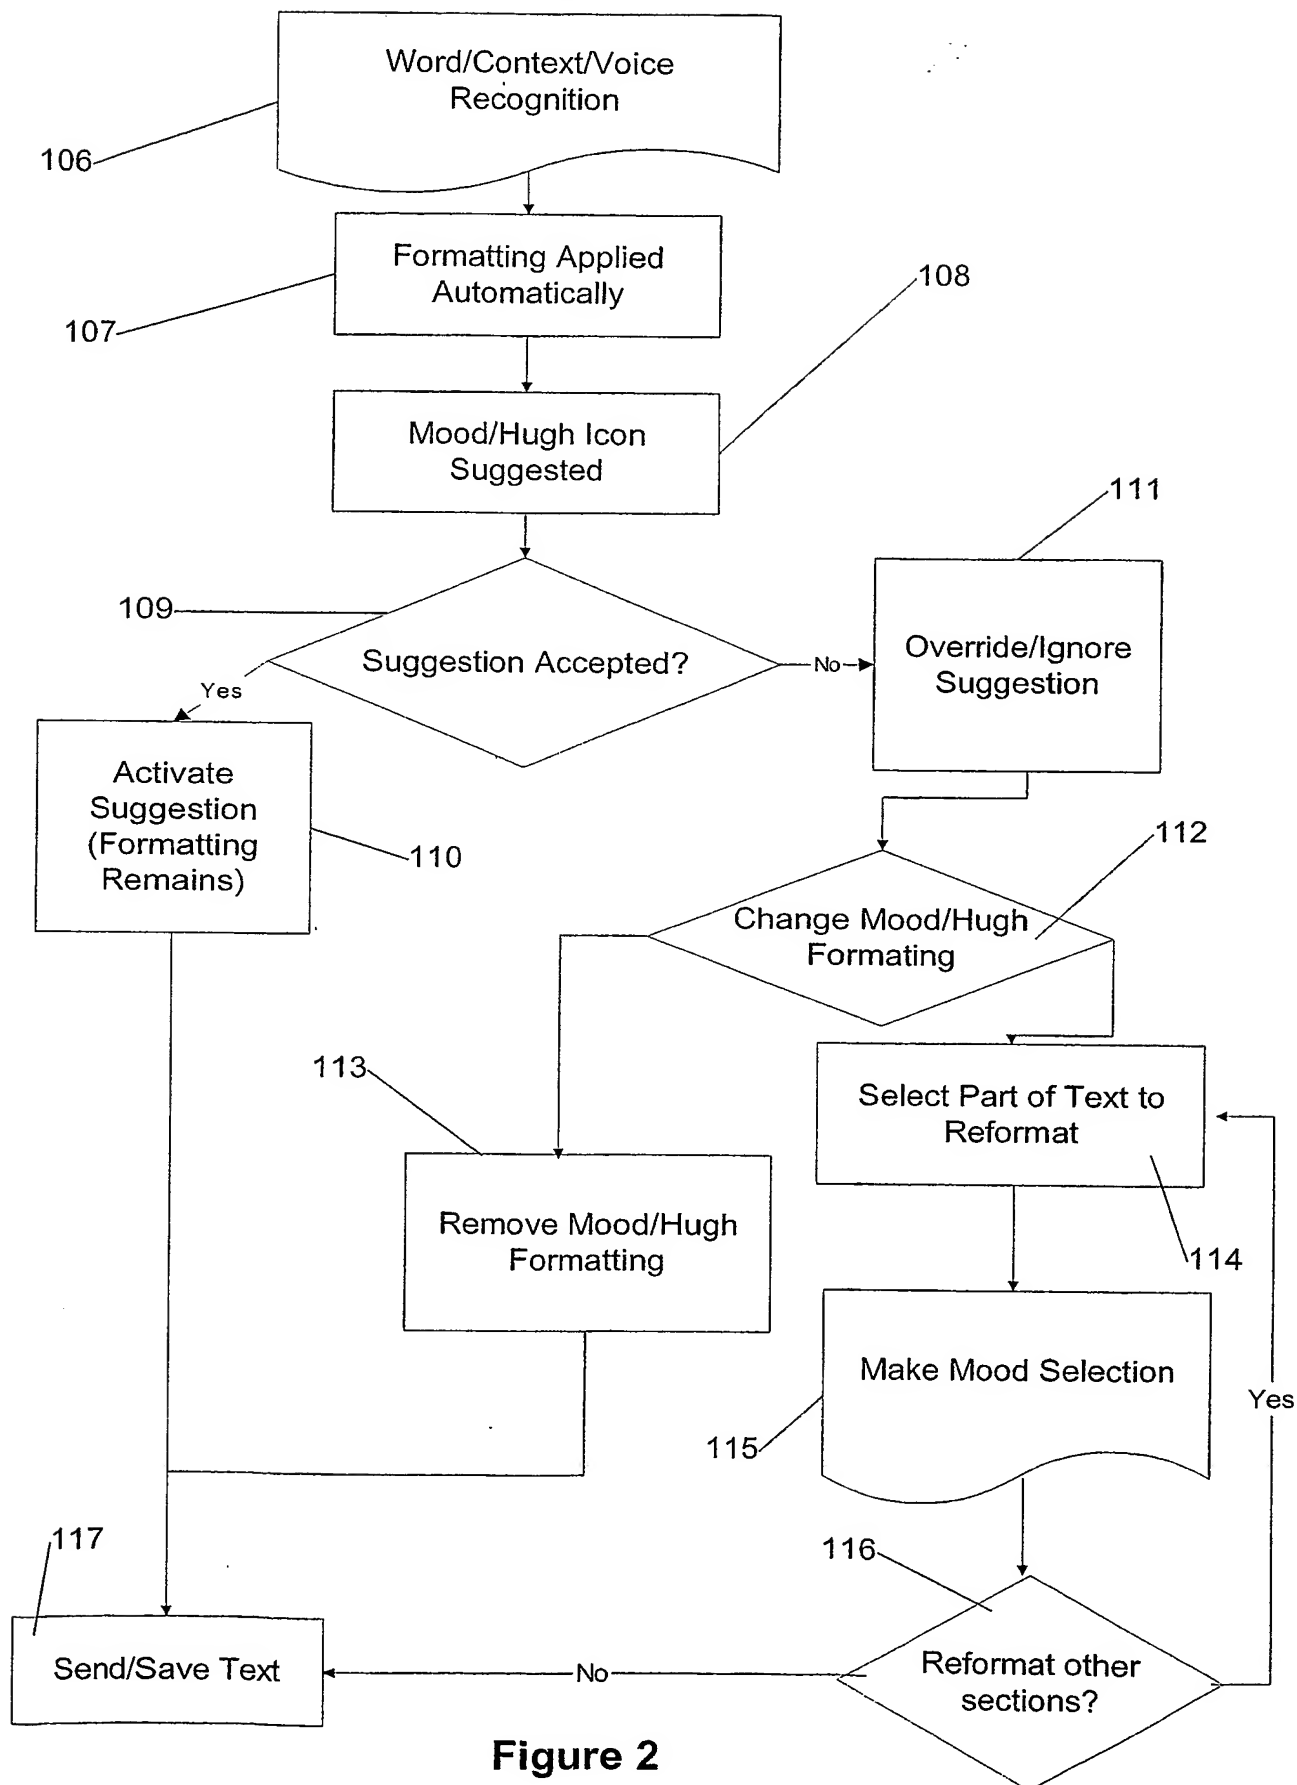 Word/Context/Voice
Recognition
106
Formatting Applied
Automatically
107
108
Mood/Hugh Icon
Suggested
111
109
Suggestion Accepted?
No
Override/Ignore
Suggestion
Yes
Activate
Suggestion
(Formatting
Remains)
110
112
Change Mood/Hugh
Formating
113
Select Part of Text to
Reformat
114
Remove Mood/Hugh
Formatting
Make Mood Selection
Yes
115
117
116
Send/Save Text
No
Reformat other
sections?
Figure 2